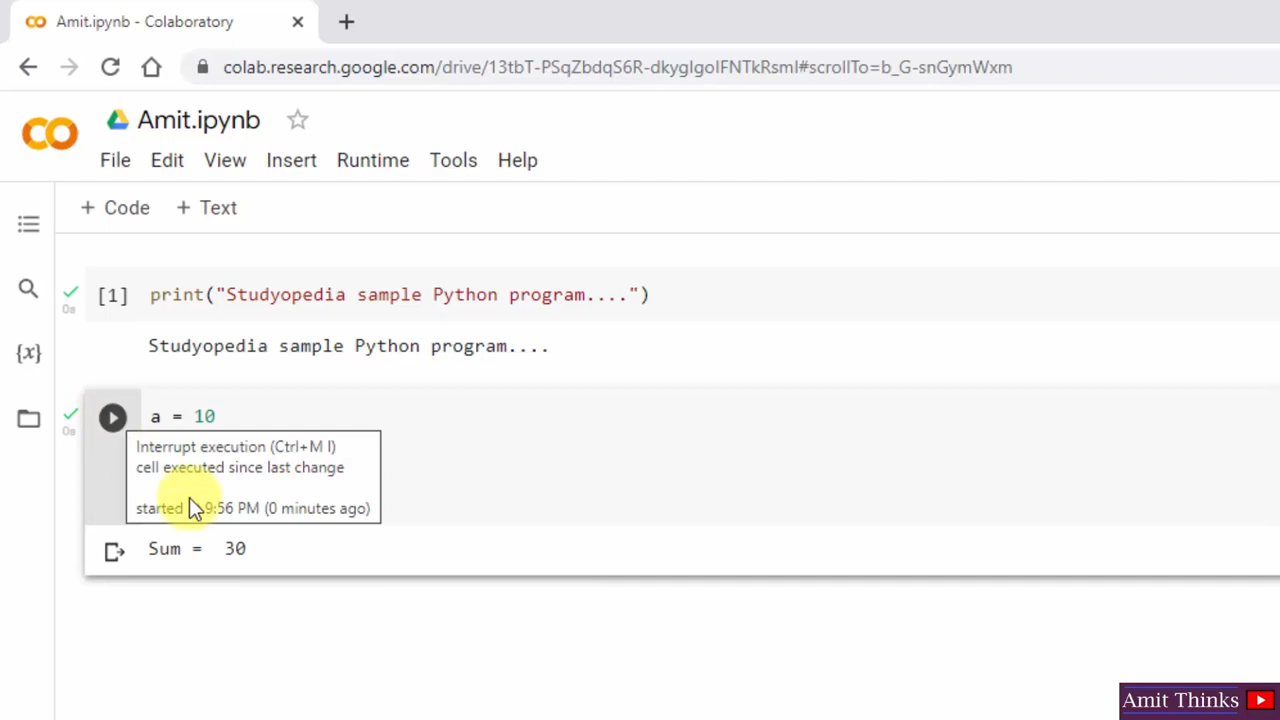 Amit.ipynb - Colaboratory
colab.research.google.com/drive/13tbT-PSqZbdqS6R-dkyglgoIFNTkRsmI#scrollTo=b_G-snGymWxm
Amit.ipynb
File Edit View Insert Runtime Tools Help
+ Code + Text
[1] print("Studyopedia sample Python program....")
0s
Studyopedia sample Python program....
a = 10
0s
Interrupt execution (Ctrl+M I)
cell executed since last change
started 9:56 PM (0 minutes ago)
Sum = 30
{x}
Amit Thinks